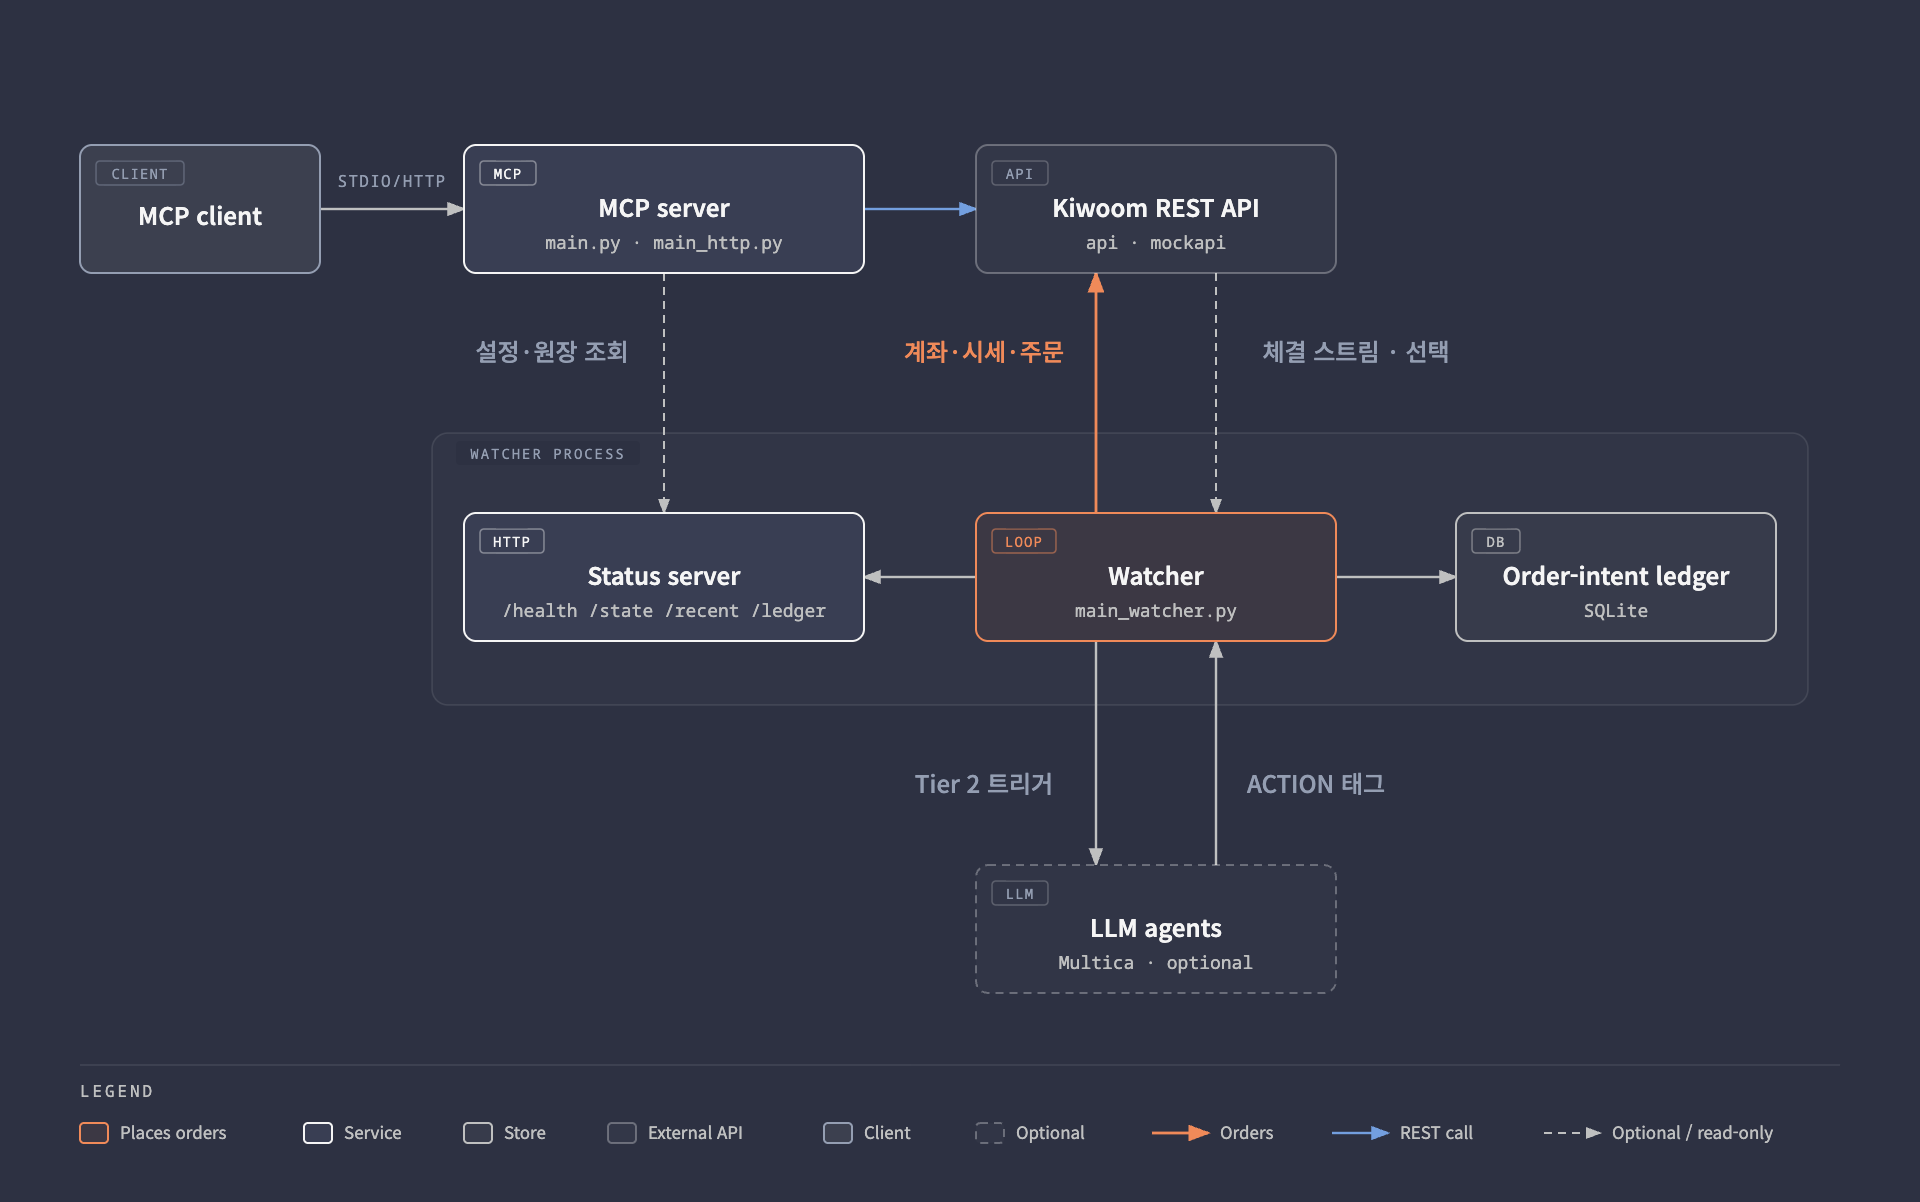 CLIENT
MCP client
STDIO/HTTP
MCP
MCP server
main.py · main_http.py
API
Kiwoom REST API
api · mockapi
설정·원장 조회
계좌·시세·주문
체결 스트림 · 선택
WATCHER PROCESS
HTTP
Status server
/health /state /recent /ledger
LOOP
Watcher
main_watcher.py
DB
Order-intent ledger
SQLite
Tier 2 트리거
ACTION 태그
LLM
LLM agents
Multica · optional
LEGEND
Places orders
Service
Store
External API
Client
Optional
Orders
REST call
Optional / read-only